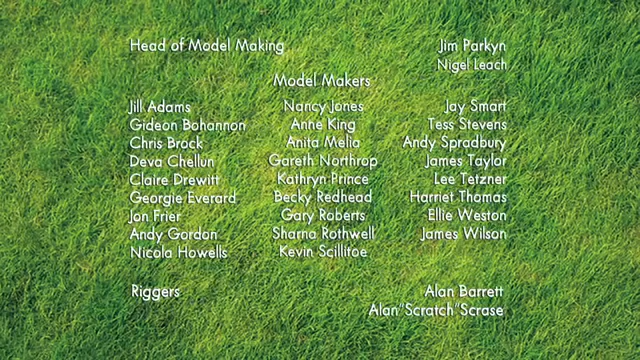 Head of Model Making Jim Parkyn
Nigel Leach
Model Makers
Jill Adams Nancy Jones Jay Smart
Gideon Bohannon Anne King Tess Stevens
Chris Brock Anita Melia Andy Spradbury
Deva Chellun Gareth Northrop James Taylor
Claire Drewitt Kathryn Prince Lee Tetzner
Georgie Everard Becky Redhead Harriet Thomas
Jon Frier Gary Roberts Ellie Weston
Andy Gordon Sharna Rothwell James Wilson
Nicola Howells Kevin Scillitoe
Riggers Alan Barrett
Alan"Scratch"Scrase